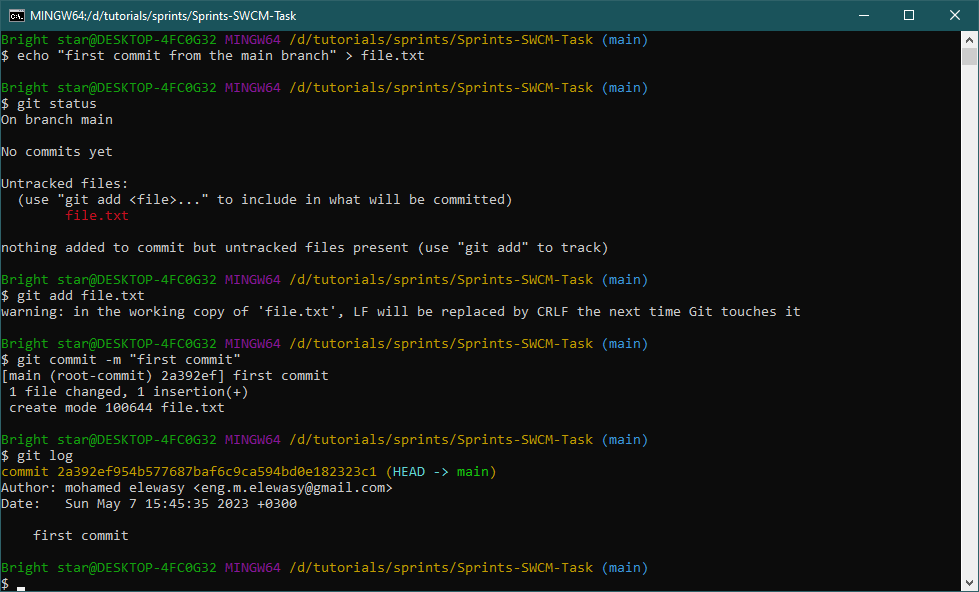 MINGW64:/d/tutorials/sprints/Sprints-SWCM-Task
Bright star@DESKTOP-4FC0G32 MINGW64 /d/tutorials/sprints/Sprints-SWCM-Task (main)
$ echo "first commit from the main branch" > file.txt
Bright star@DESKTOP-4FC0G32 MINGW64 /d/tutorials/sprints/Sprints-SWCM-Task (main)
$ git status
On branch main
No commits yet
Untracked files:
  (use "git add <file>..." to include in what will be committed)
        file.txt
nothing added to commit but untracked files present (use "git add" to track)
Bright star@DESKTOP-4FC0G32 MINGW64 /d/tutorials/sprints/Sprints-SWCM-Task (main)
$ git add file.txt
warning: in the working copy of 'file.txt', LF will be replaced by CRLF the next time Git touches it
Bright star@DESKTOP-4FC0G32 MINGW64 /d/tutorials/sprints/Sprints-SWCM-Task (main)
$ git commit -m "first commit"
[main (root-commit) 2a392ef] first commit
 1 file changed, 1 insertion(+)
 create mode 100644 file.txt
Bright star@DESKTOP-4FC0G32 MINGW64 /d/tutorials/sprints/Sprints-SWCM-Task (main)
$ git log
commit 2a392ef954b577687baf6c9ca594bd0e182323c1 (HEAD -> main)
Author: mohamed elewasy <eng.m.elewasy@gmail.com>
Date:   Sun May 7 15:45:35 2023 +0300
    first commit
Bright star@DESKTOP-4FC0G32 MINGW64 /d/tutorials/sprints/Sprints-SWCM-Task (main)
$